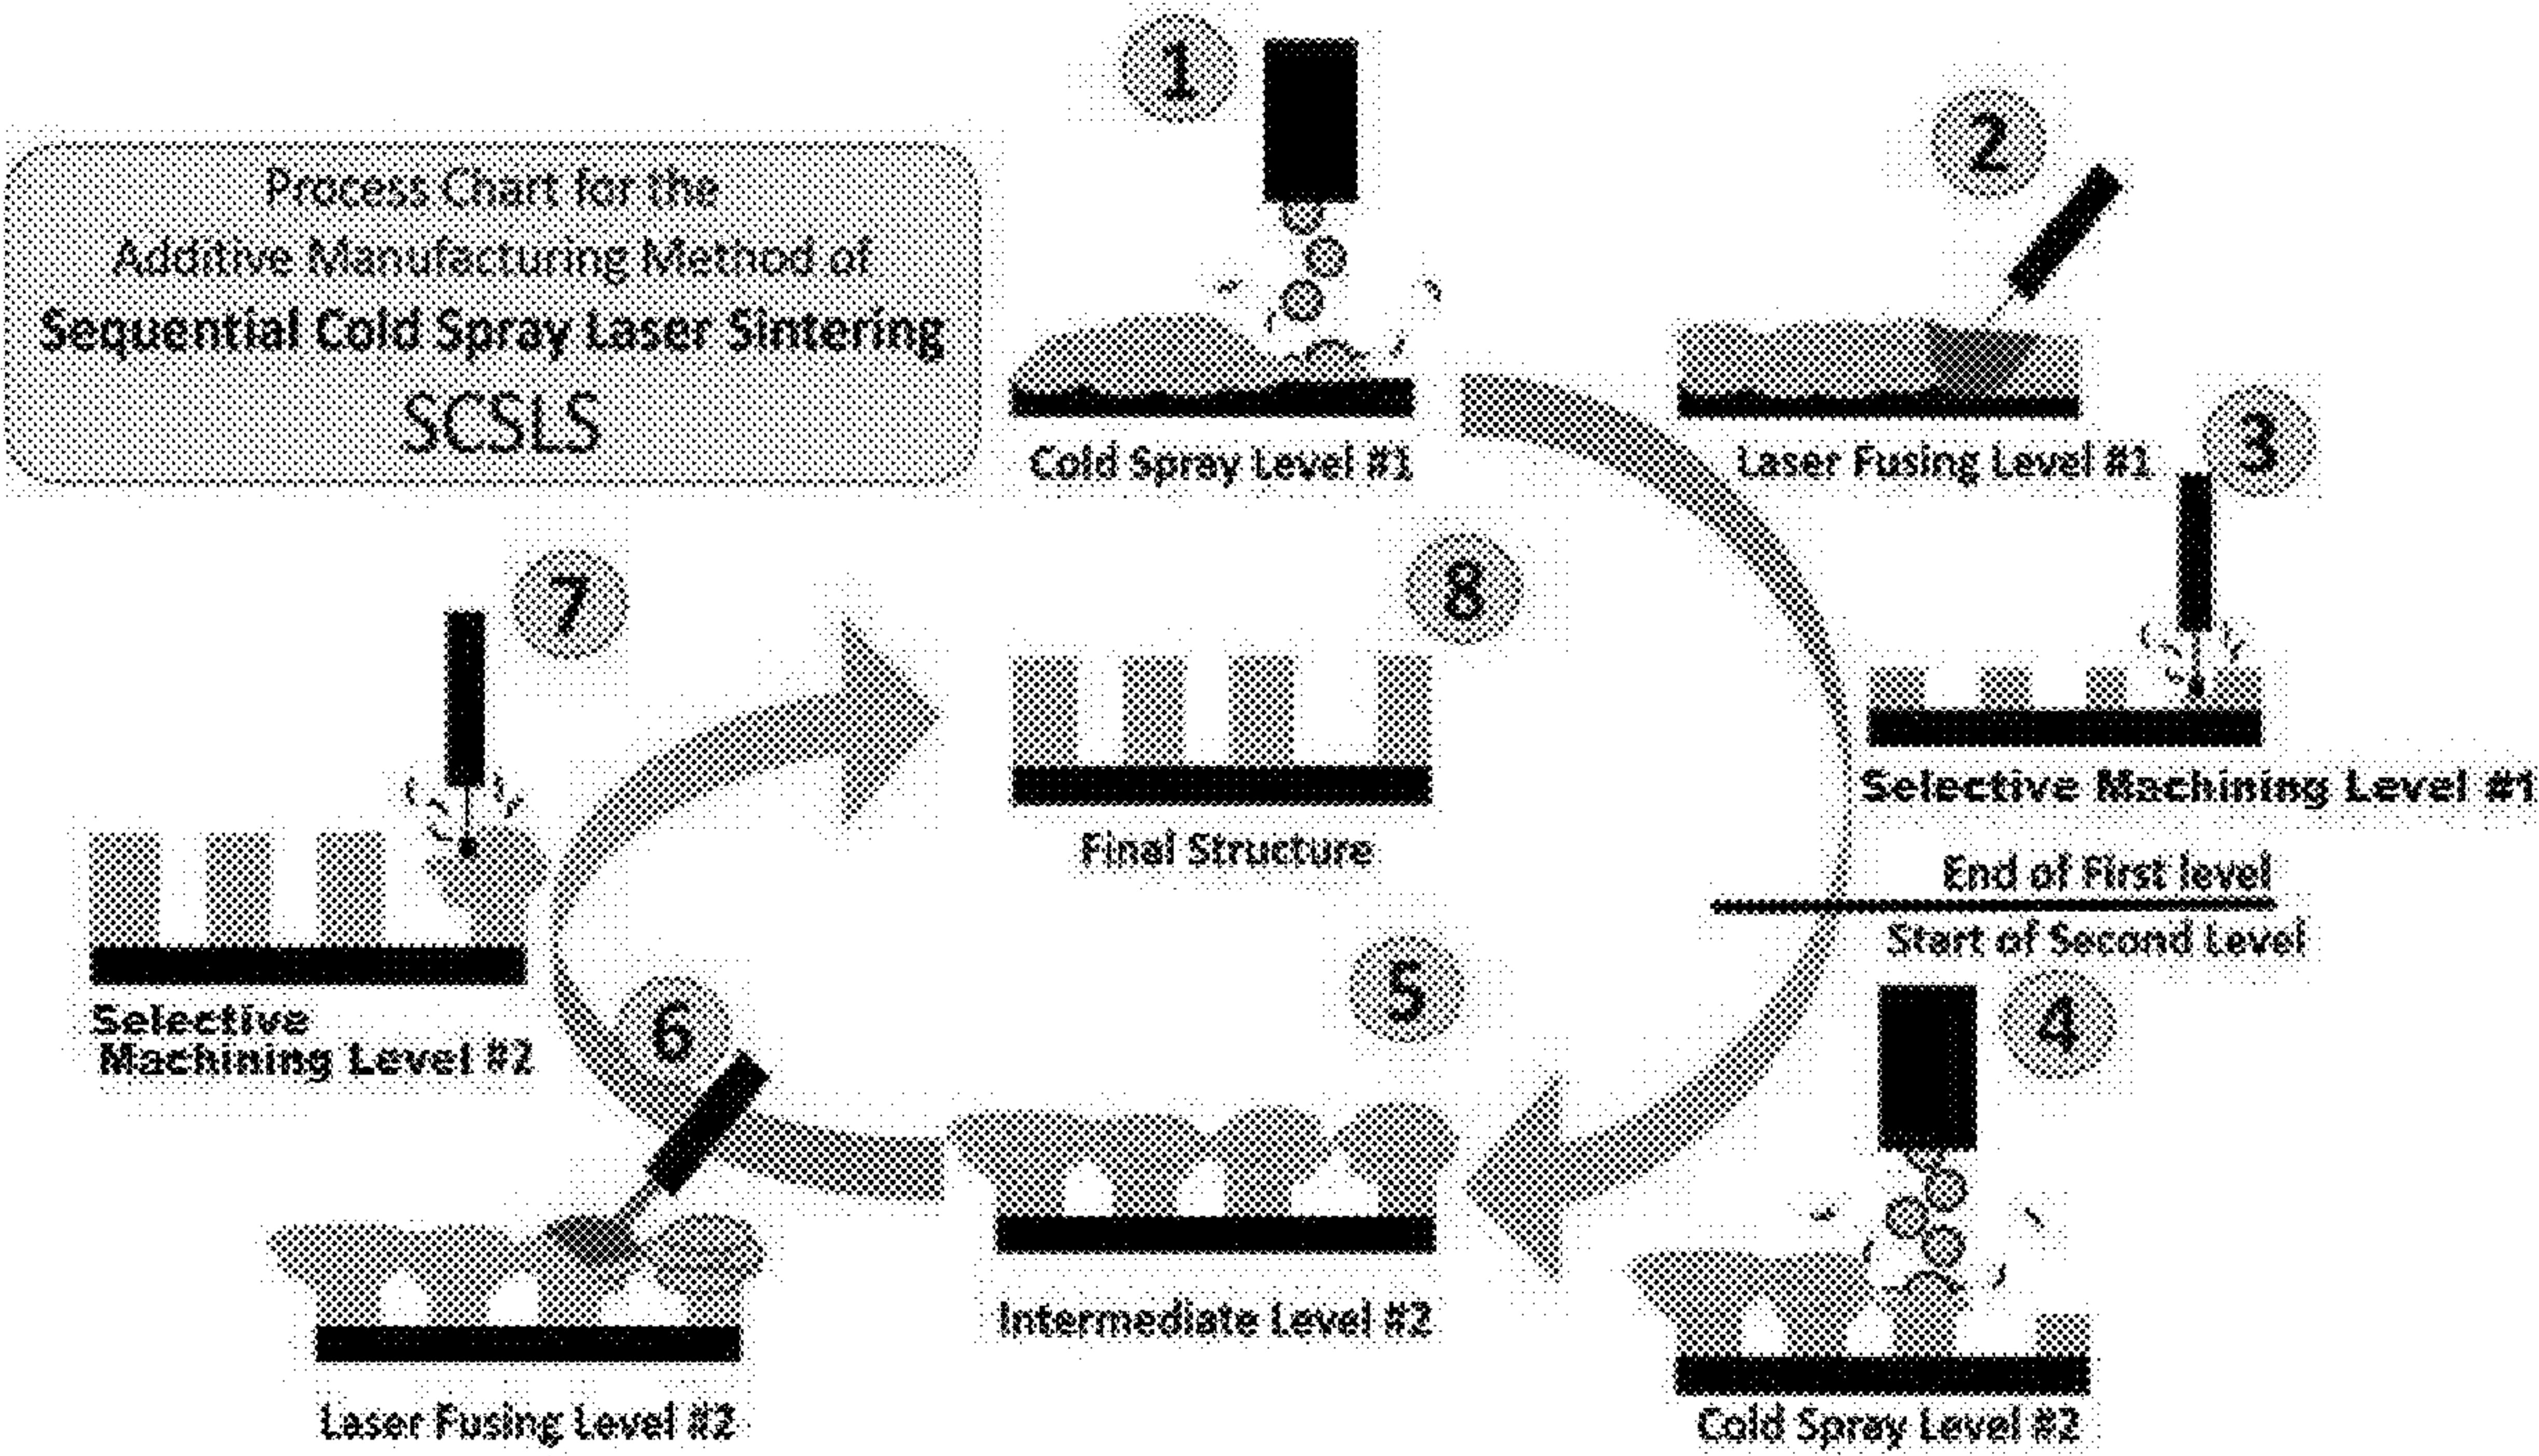 Process Chart for the
Additive Manufacturing Method of
Sequential Cold Spray Laser Sintering
SCSLS
1
Cold Spray Level #1
2
Laser Fusing Level #1
3
Selective Machining Level #1
End of First level
Start of Second Level
4
Cold Spray Level #2
5
Intermediate Level #2
6
Laser Fusing Level #2
7
Selective
Machining Level #2
8
Final Structure